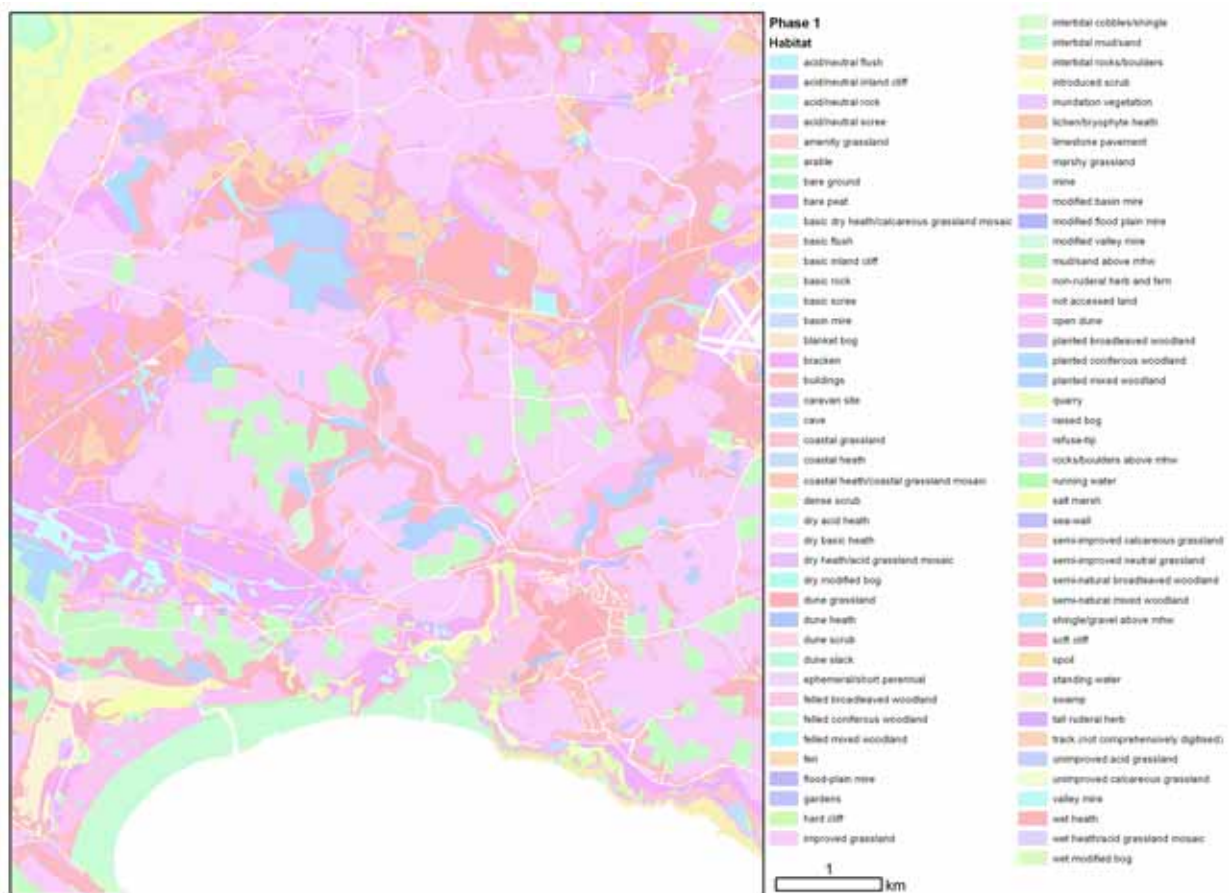 Phase 1
Habitat
acid/neutral flush
acid/neutral inland cliff
acid/neutral rock
acid/neutral scree
amenity grassland
arable
bare ground
bare peat
basic dry heath/calcareous grassland mosaic
basic flush
basic inland cliff
basic rock
basic scree
basin mire
blanket bog
bracken
buildings
caravan site
cave
coastal grassland
coastal heath
coastal heath/coastal grassland mosaic
dense scrub
dry acid heath
dry basic heath
dry heath/acid grassland mosaic
dry modified bog
dune grassland
dune heath
dune scrub
dune slack
ephemeral/short perennial
felled broadleaved woodland
felled coniferous woodland
felled mixed woodland
fen
flood-plain mire
gardens
hard cliff
improved grassland
intertidal cobbles/shingle
intertidal mud/sand
intertidal rocks/boulders
introduced scrub
inundation vegetation
lichen/bryophyte heath
limestone pavement
marshy grassland
mine
modified basin mire
modified flood plain mire
modified valley mire
mud/sand above mhw
non-ruderal herb and fern
not accessed land
open dune
planted broadleaved woodland
planted coniferous woodland
planted mixed woodland
quarry
raised bog
refuse-tip
rocks/boulders above mhw
running water
salt marsh
sea-wall
semi-improved calcareous grassland
semi-improved neutral grassland
semi-natural broadleaved woodland
semi-natural mixed woodland
shingle/gravel above mhw
soft cliff
spoil
standing water
swamp
tall ruderal herb
track (not comprehensively digitised)
unimproved acid grassland
unimproved calcareous grassland
valley mire
wet heath
wet heath/acid grassland mosaic
wet modified bog
1
km